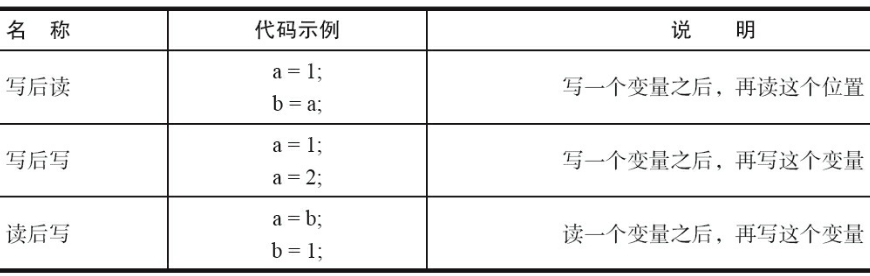 名 称 代码示例 说 明
写后读 a = 1; 写一个变量之后，再读这个位置
b = a;
写后写 a = 1; 写一个变量之后，再写这个变量
a = 2;
读后写 a = b; 读一个变量之后，再写这个变量
b = 1;